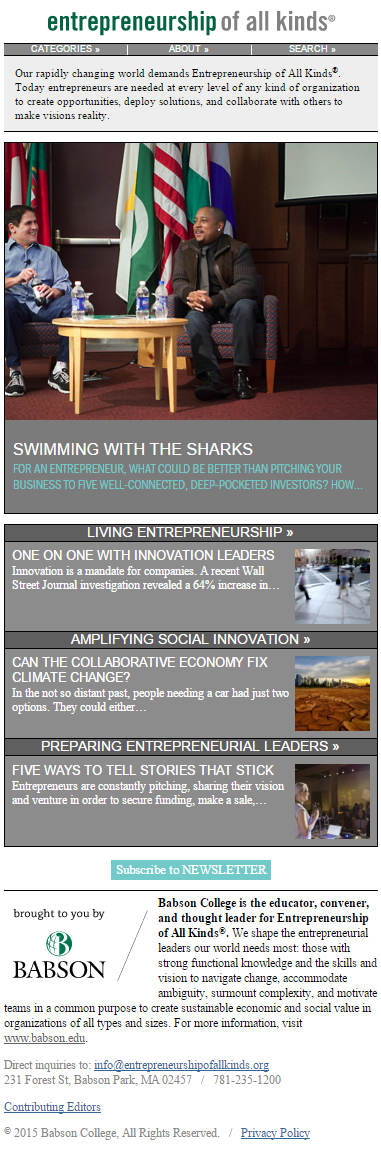 entrepreneurship of all kinds®
CATEGORIES » ABOUT » SEARCH »
Our rapidly changing world demands Entrepreneurship of All Kinds®.
Today entrepreneurs are needed at every level of any kind of organization
to create opportunities, deploy solutions, and collaborate with others to
make visions reality.
SWIMMING WITH THE SHARKS
FOR AN ENTREPRENEUR, WHAT COULD BE BETTER THAN PITCHING YOUR
BUSINESS TO FIVE WELL-CONNECTED, DEEP-POCKETED INVESTORS? HOW...
LIVING ENTREPRENEURSHIP »
ONE ON ONE WITH INNOVATION LEADERS
Innovation is a mandate for companies. A recent Wall
Street Journal investigation revealed a 64% increase in…
AMPLIFYING SOCIAL INNOVATION »
CAN THE COLLABORATIVE ECONOMY FIX
CLIMATE CHANGE?
In the not so distant past, people needing a car had just two
options. They could either…
PREPARING ENTREPRENEURIAL LEADERS »
FIVE WAYS TO TELL STORIES THAT STICK
Entrepreneurs are constantly pitching, sharing their vision
and venture in order to secure funding, make a sale,…
Subscribe to NEWSLETTER
brought to you by
BABSON
Babson College is the educator, convener,
and thought leader for Entrepreneurship
of All Kinds®. We shape the entrepreneurial
leaders our world needs most: those with
strong functional knowledge and the skills and
vision to navigate change, accommodate
ambiguity, surmount complexity, and motivate
teams in a common purpose to create sustainable economic and social value in
organizations of all types and sizes. For more information, visit
www.babson.edu.
Direct inquiries to: info@entrepreneurshipofallkinds.org
231 Forest St, Babson Park, MA 02457 / 781-235-1200
Contributing Editors
© 2015 Babson College, All Rights Reserved. / Privacy Policy